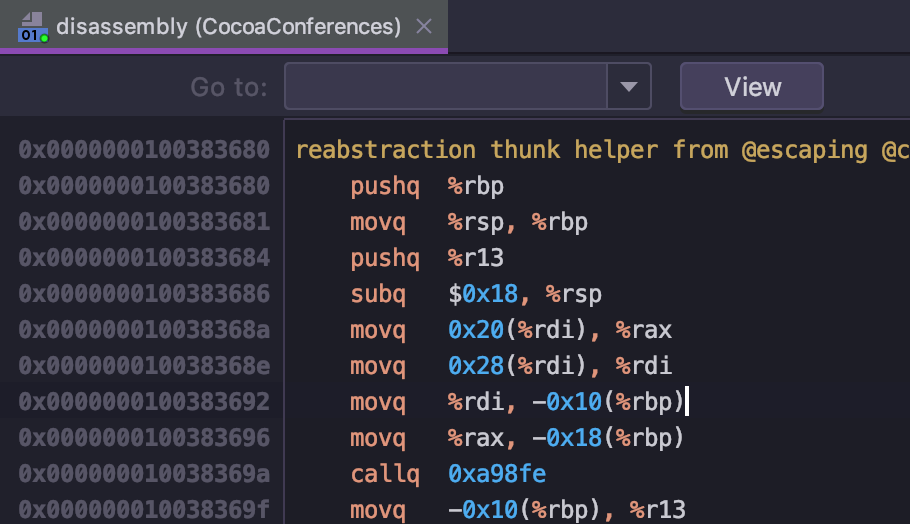 01 disassembly (CocoaConferences)
Go to: View
0x0000000100383680 reabstraction thunk helper from @escaping @c
0x0000000100383680 pushq %rbp
0x0000000100383681 movq %rsp, %rbp
0x0000000100383684 pushq %r13
0x0000000100383686 subq $0x18, %rsp
0x000000010038368a movq 0x20(%rdi), %rax
0x000000010038368e movq 0x28(%rdi), %rdi
0x0000000100383692 movq %rdi, -0x10(%rbp)
0x0000000100383696 movq %rax, -0x18(%rbp)
0x000000010038369a callq 0xa98fe
0x000000010038369f movq -0x10(%rbp), %r13